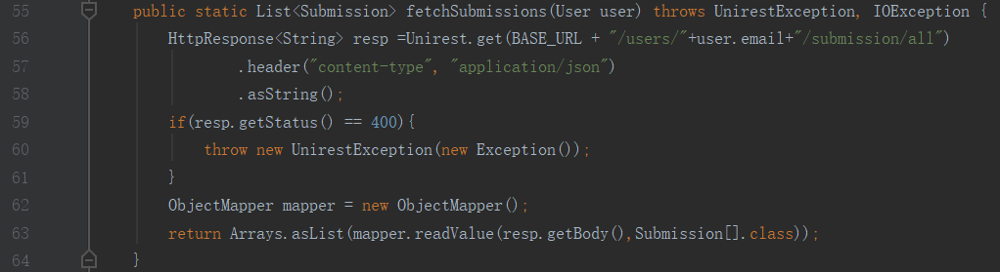 55 public static List<Submission> fetchSubmissions(User user) throws UnirestException, IOException {
56 HttpResponse<String> resp =Unirest.get(BASE_URL + "/users/"+user.email+"/submission/all")
57 .header("content-type", "application/json")
58 .asString();
59 if(resp.getStatus() == 400){
60 throw new UnirestException(new Exception());
61 }
62 ObjectMapper mapper = new ObjectMapper();
63 return Arrays.asList(mapper.readValue(resp.getBody(),Submission[].class));
64 }